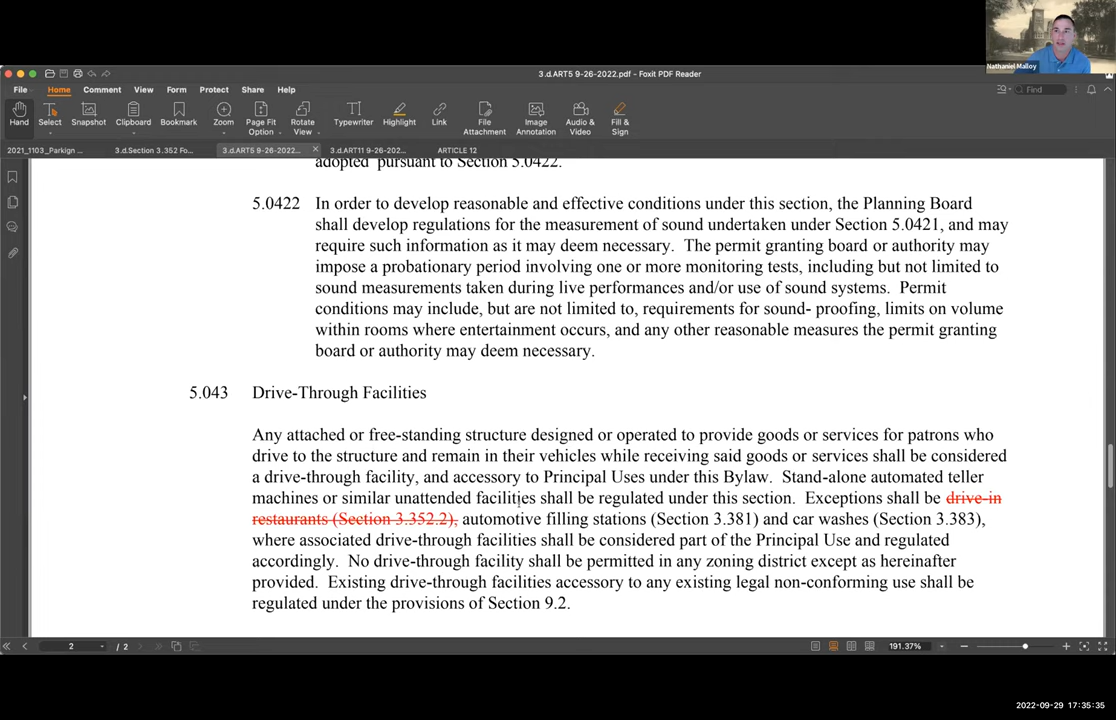 Nathaniel Malloy
3.d.ART5 9-26-2022.pdf - Foxit PDF Reader
File Home Comment View Form Protect Share Help
Find
Hand Select Snapshot Clipboard Bookmark Zoom Page Fit Option Rotate View Typewriter Highlight Link File Attachment Image Annotation Audio & Video Fill & Sign
2021_1103_Parkign ... 3.d.Section 3.352 Fo... 3.d.ART5 9-26-2022... 3.d.ART11 9-26-202... ARTICLE 12
adopted pursuant to Section 5.0422.
5.0422 In order to develop reasonable and effective conditions under this section, the Planning Board
shall develop regulations for the measurement of sound undertaken under Section 5.0421, and may
require such information as it may deem necessary. The permit granting board or authority may
impose a probationary period involving one or more monitoring tests, including but not limited to
sound measurements taken during live performances and/or use of sound systems. Permit
conditions may include, but are not limited to, requirements for sound- proofing, limits on volume
within rooms where entertainment occurs, and any other reasonable measures the permit granting
board or authority may deem necessary.
5.043 Drive-Through Facilities
Any attached or free-standing structure designed or operated to provide goods or services for patrons who
drive to the structure and remain in their vehicles while receiving said goods or services shall be considered
a drive-through facility, and accessory to Principal Uses under this Bylaw. Stand-alone automated teller
machines or similar unattended facilities shall be regulated under this section. Exceptions shall be drive-in
restaurants (Section 3.352.2), automotive filling stations (Section 3.381) and car washes (Section 3.383),
where associated drive-through facilities shall be considered part of the Principal Use and regulated
accordingly. No drive-through facility shall be permitted in any zoning district except as hereinafter
provided. Existing drive-through facilities accessory to any existing legal non-conforming use shall be
regulated under the provisions of Section 9.2.
2 / 2 191.37%
2022-09-29 17:35:35